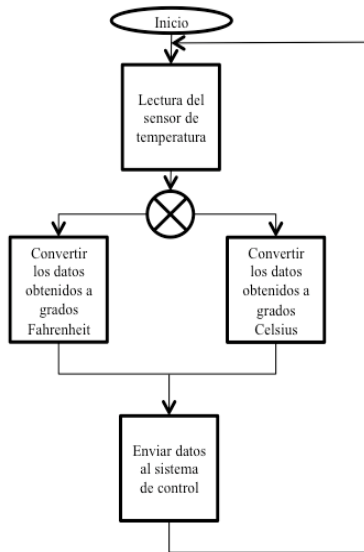 Inicio
Lectura del
sensor de
temperatura
Convertir
los datos
obtenidos a
grados
Fahrenheit
Convertir
los datos
obtenidos a
grados
Celsius
Enviar datos
al sistema
de control